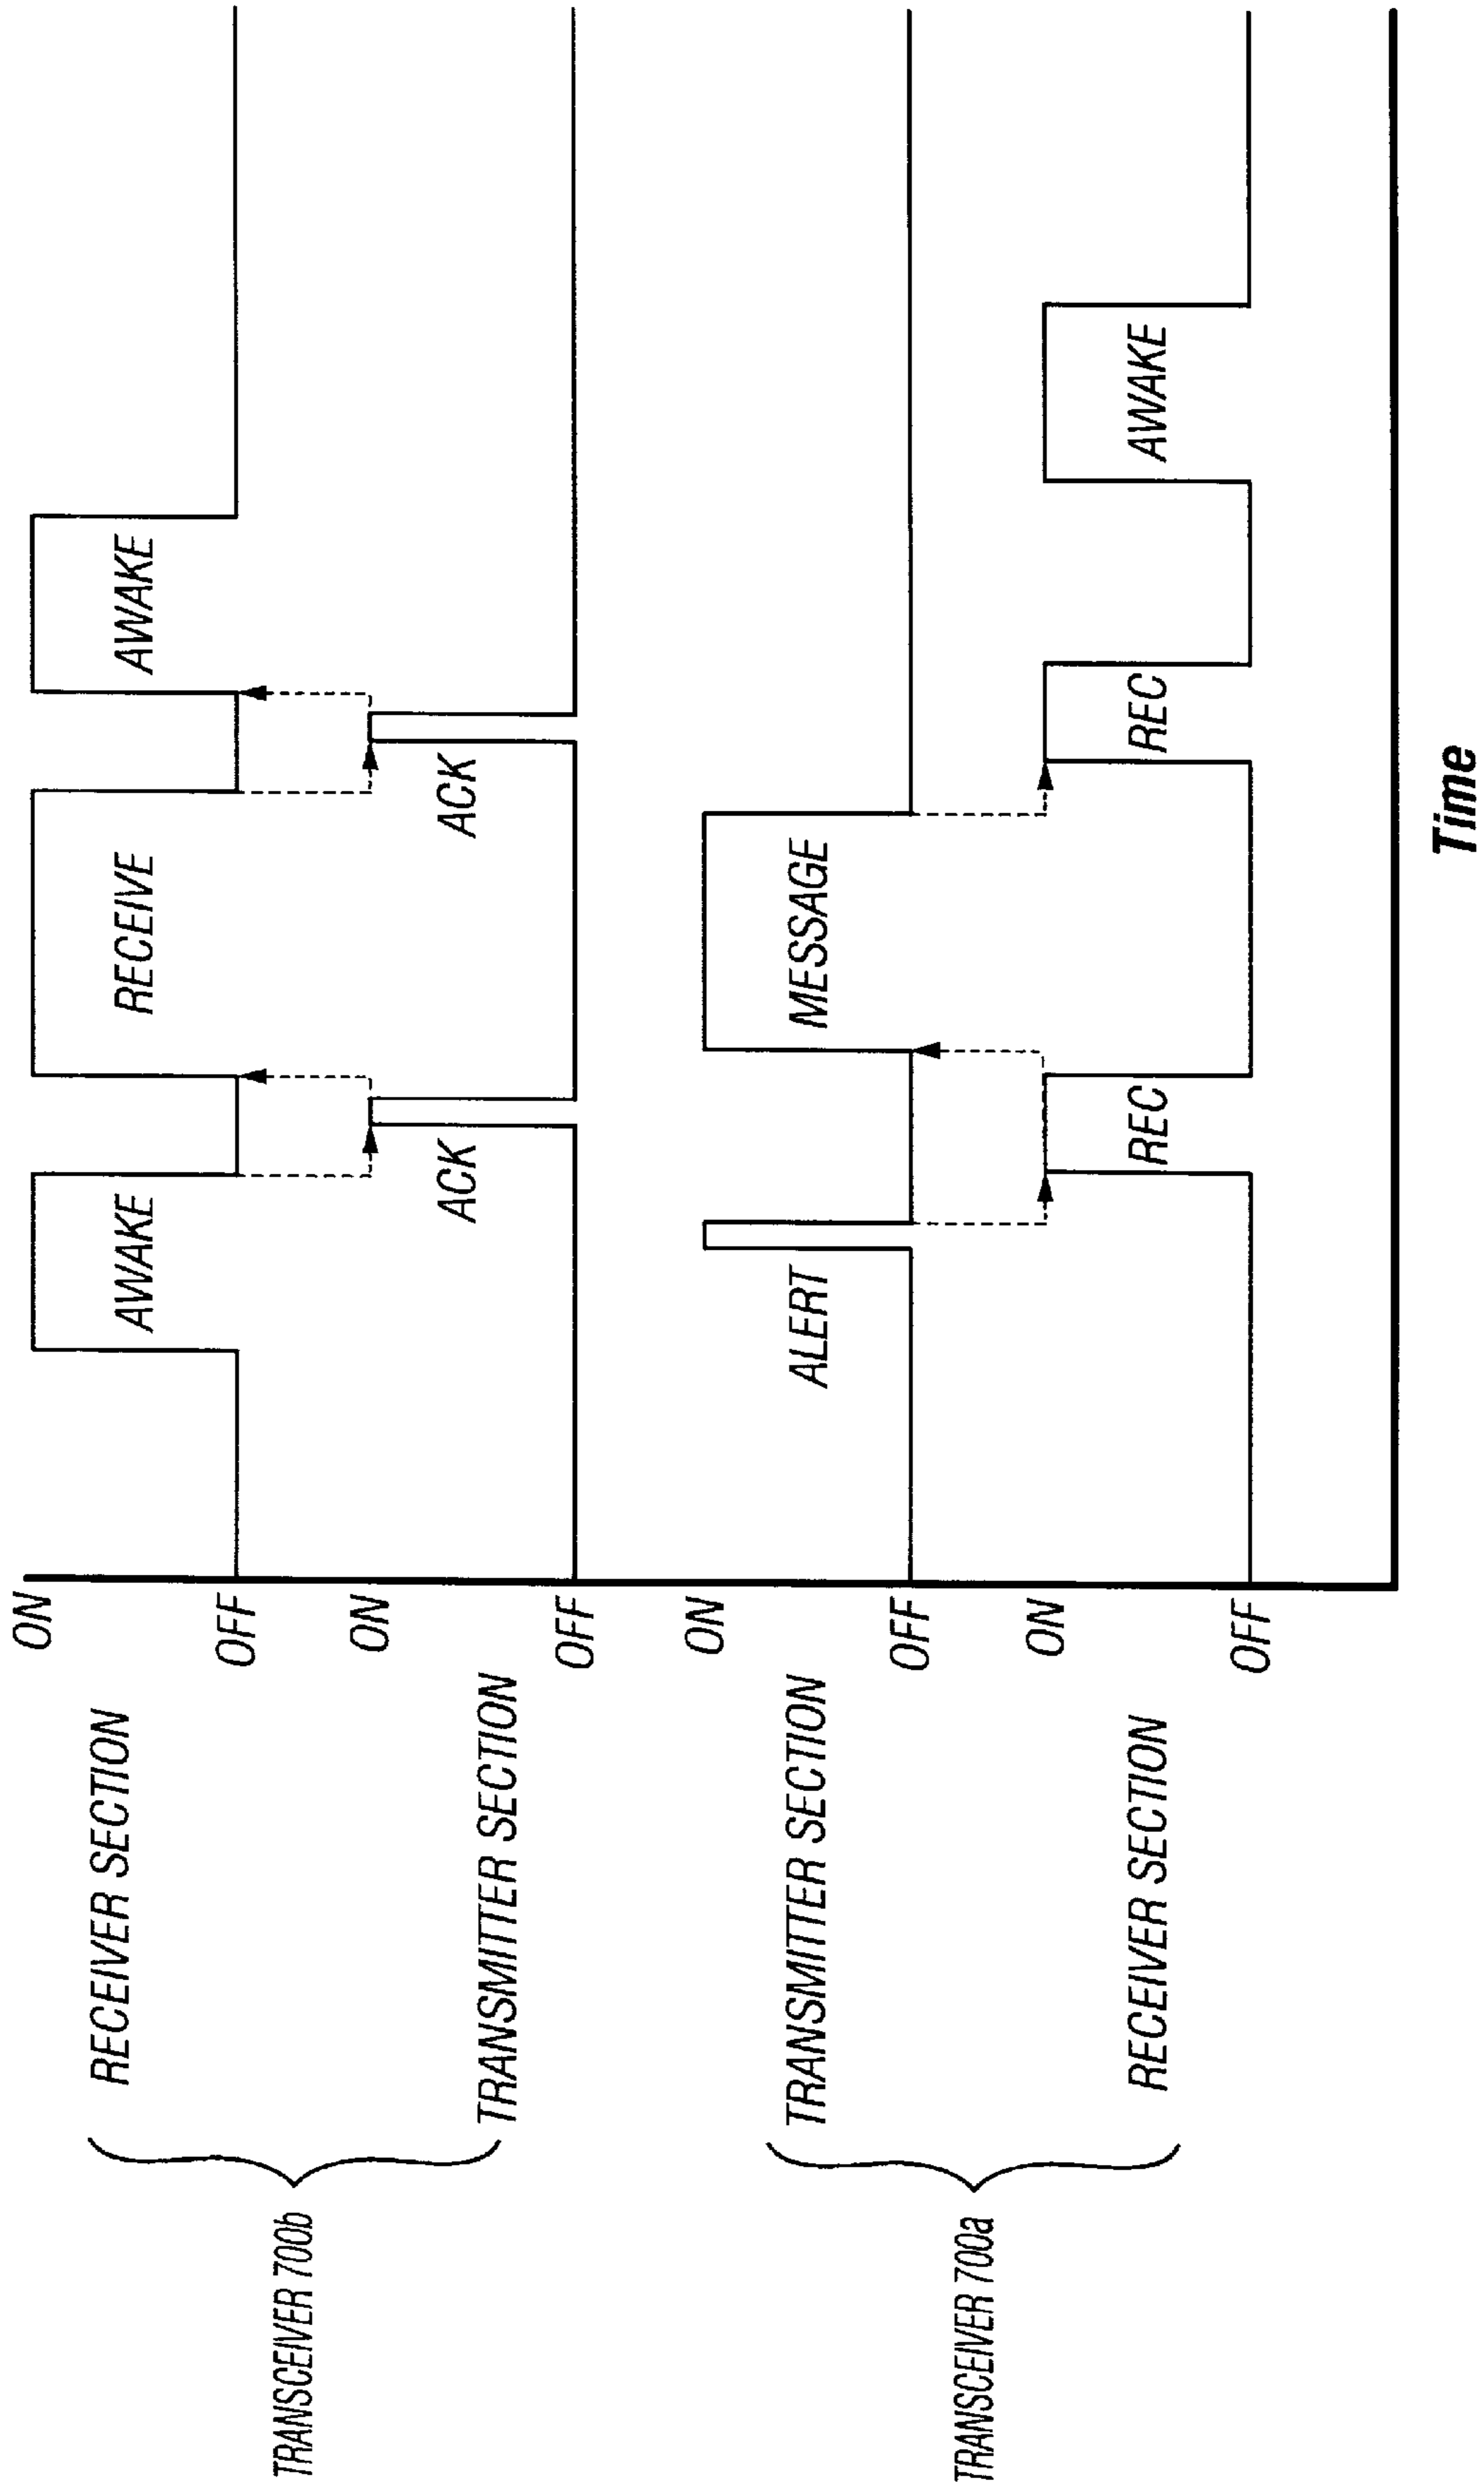 TRANSCEIVER 700b
RECEIVER SECTION
ON
OFF
AWAKE
RECEIVE
AWAKE
TRANSMITTER SECTION
ON
OFF
ACK
ACK
TRANSCEIVER 700a
TRANSMITTER SECTION
ON
OFF
ALERT
MESSAGE
RECEIVER SECTION
ON
OFF
REC
REC
AWAKE
Time